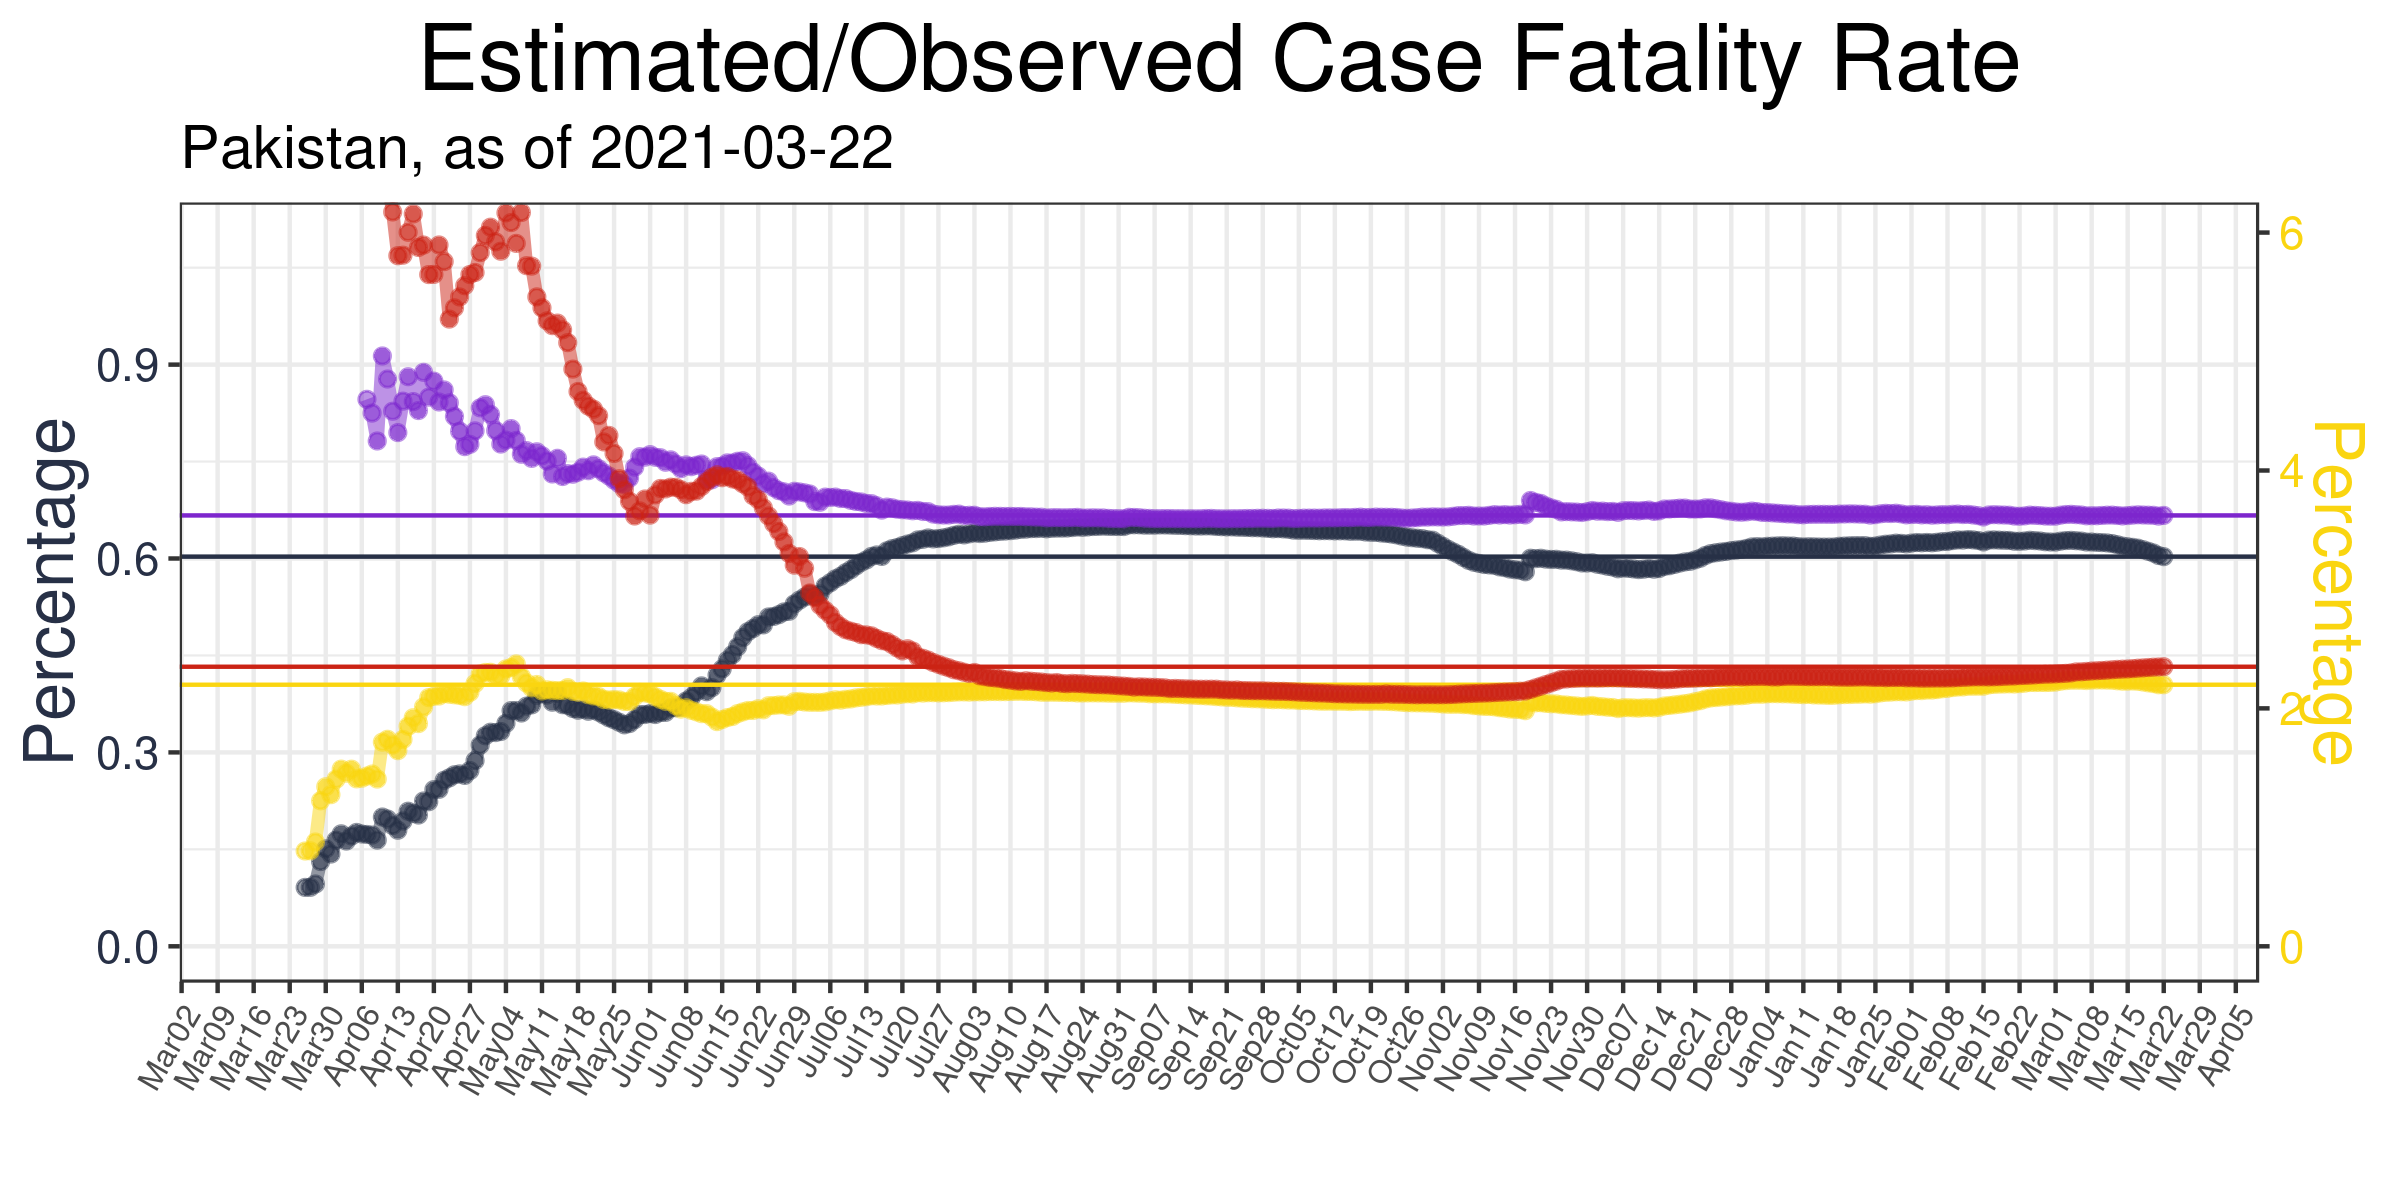 Estimated/Observed Case Fatality Rate
Pakistan, as of 2021-03-22
Percentage
0.9
0.6
0.3
0.0
6
4
2
0
Percentage
Mar02
Mar09
Mar16
Mar23
Mar30
Apr06
Apr13
Apr20
Apr27
May04
May11
May18
May25
Jun01
Jun08
Jun15
Jun22
Jun29
Jul06
Jul13
Jul20
Jul27
Aug03
Aug10
Aug17
Aug24
Aug31
Sep07
Sep14
Sep21
Sep28
Oct05
Oct12
Oct19
Oct26
Nov02
Nov09
Nov16
Nov23
Nov30
Dec07
Dec14
Dec21
Dec28
Jan04
Jan11
Jan18
Jan25
Feb01
Feb08
Feb15
Feb22
Mar01
Mar08
Mar15
Mar22
Mar29
Apr05